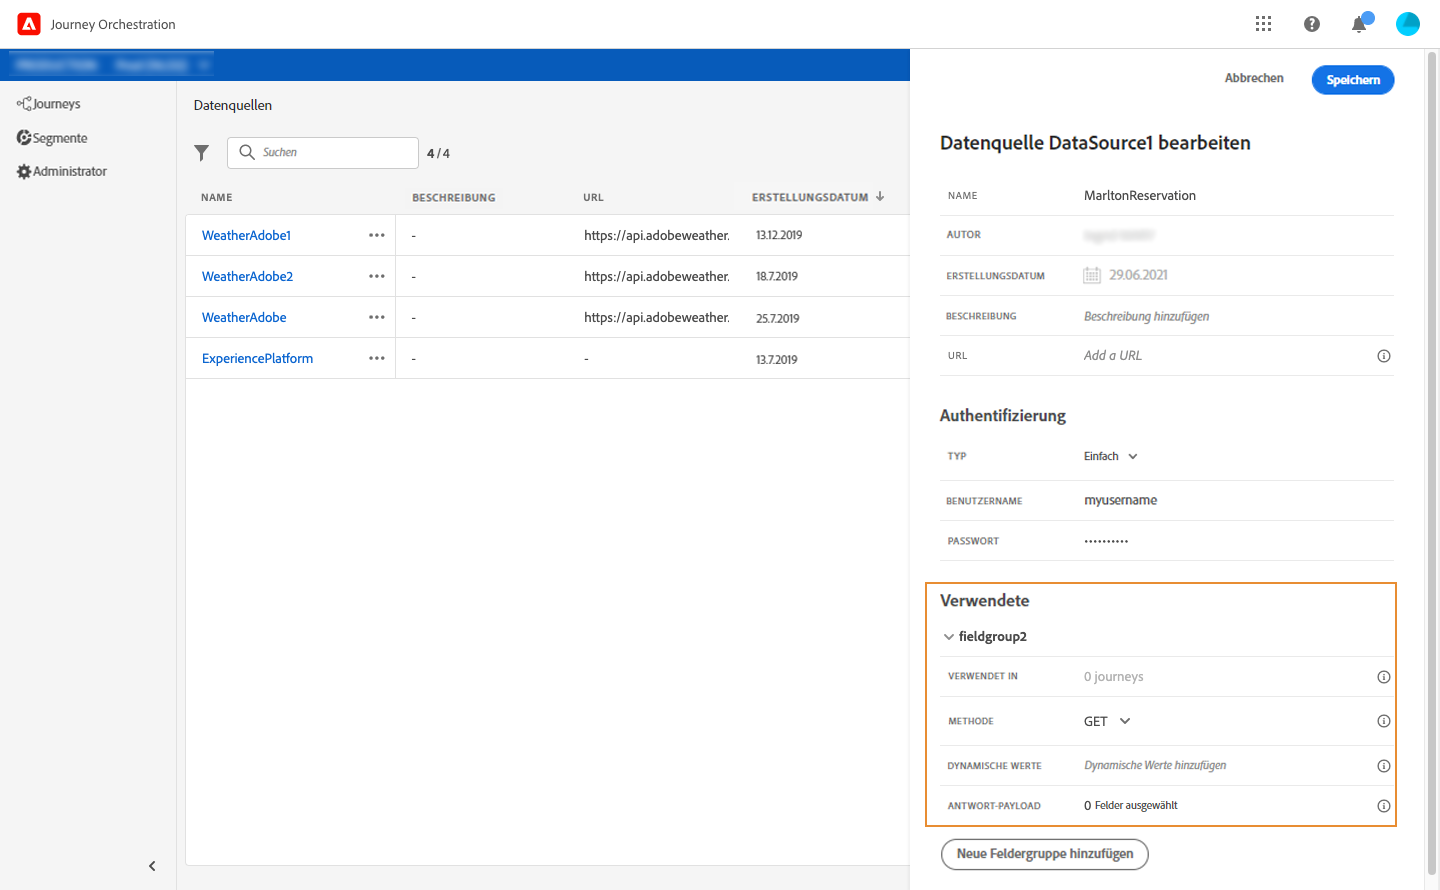 Journey Orchestration
Journeys
Segmente
Administrator
Datenquellen
Suchen
4 / 4
NAME BESCHREIBUNG URL ERSTELLUNGSDATUM
WeatherAdobe1 - https://api.adobeweather. 13.12.2019
WeatherAdobe2 - https://api.adobeweather. 18.7.2019
WeatherAdobe - https://api.adobeweather. 25.7.2019
ExperiencePlatform - - 13.7.2019
Abbrechen Speichern
Datenquelle DataSource1 bearbeiten
NAME MarltonReservation
AUTOR
ERSTELLUNGSDATUM 29.06.2021
BESCHREIBUNG Beschreibung hinzufügen
URL Add a URL
Authentifizierung
TYP Einfach
BENUTZERNAME myusername
PASSWORT ••••••••••
Verwendete
fieldgroup2
VERWENDET IN 0 journeys
METHODE GET
DYNAMISCHE WERTE Dynamische Werte hinzufügen
ANTWORT-PAYLOAD 0 Felder ausgewählt
Neue Feldergruppe hinzufügen